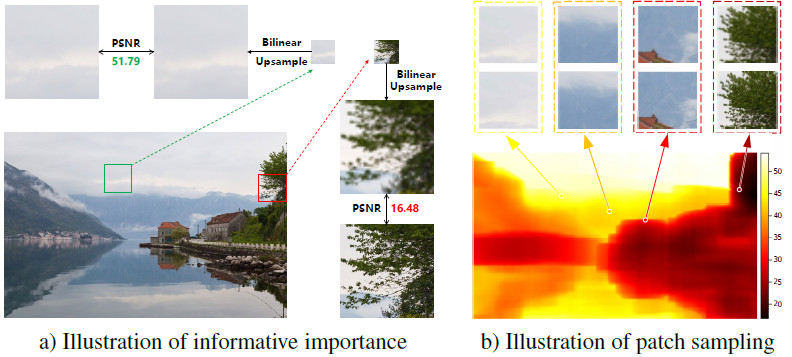 PSNR
51.79
Bilinear
Upsample
Bilinear
Upsample
PSNR 16.48
50
45
40
35
30
25
20
a) Illustration of informative importance
b) Illustration of patch sampling